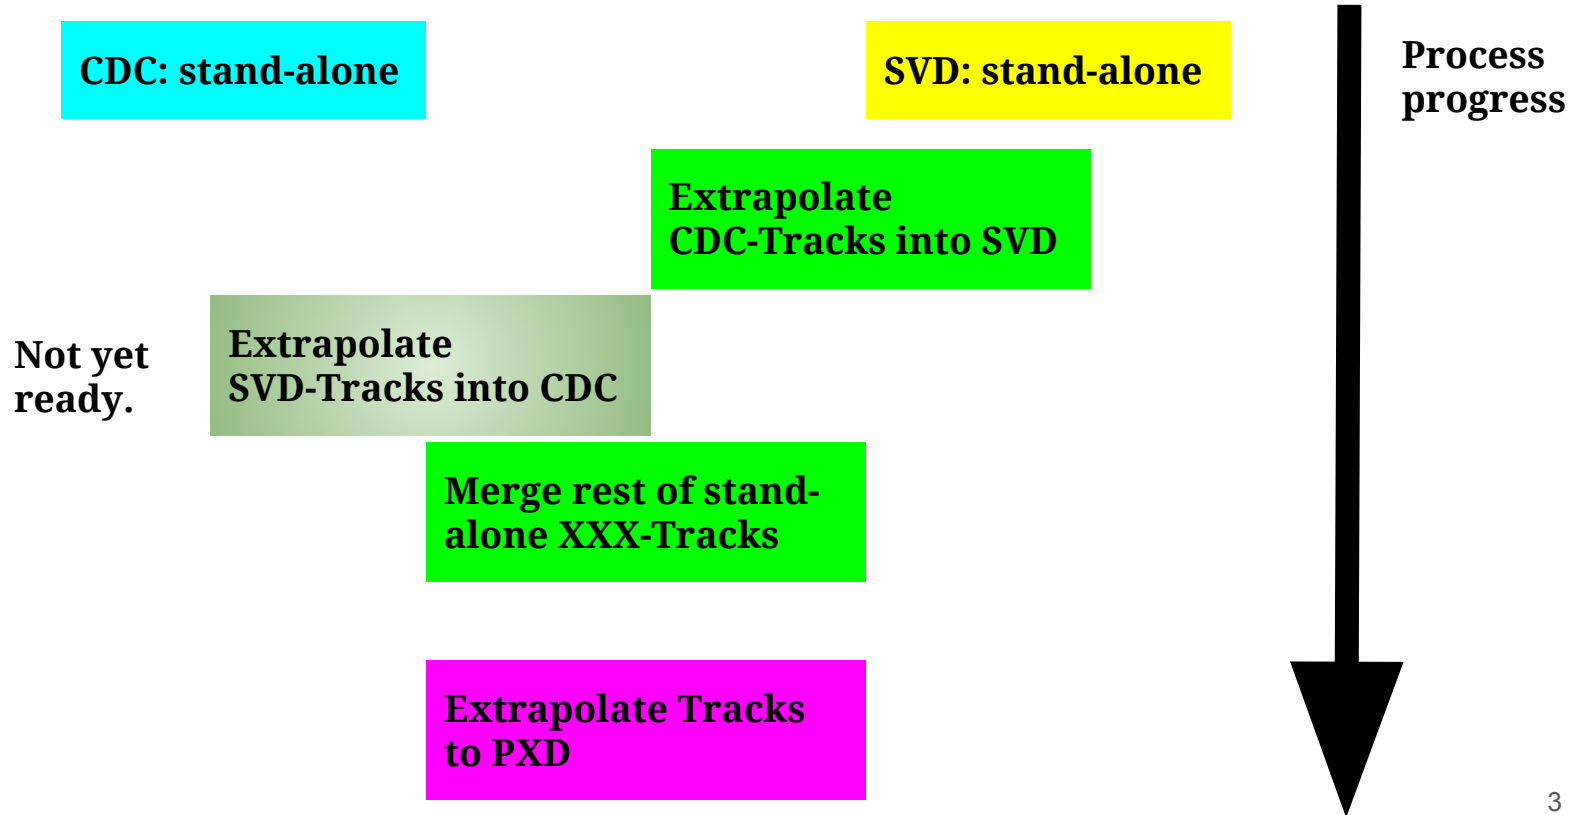 CDC: stand-alone
SVD: stand-alone
Process
progress
Extrapolate
CDC-Tracks into SVD
Not yet
ready.
Extrapolate
SVD-Tracks into CDC
Merge rest of stand-
alone XXX-Tracks
Extrapolate Tracks
to PXD
3